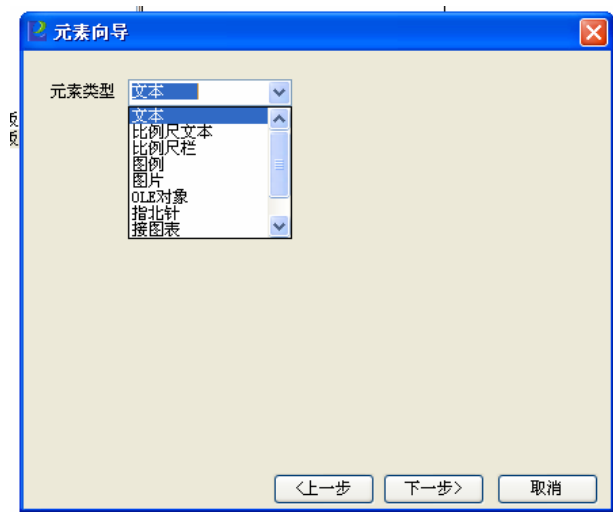 元素向导
元素类型 文本
文本
比例尺文本
比例尺栏
图例
图片
OLE对象
指北针
接图表
版
版
<上一步 下一步> 取消